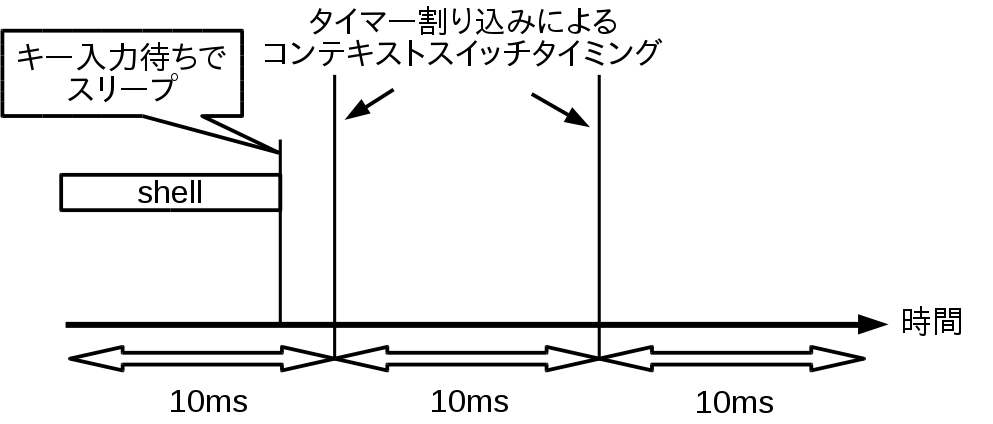 タイマー割り込みによる
コンテキストスイッチタイミング
キー入力待ちで
スリープ
shell
時間
10ms
10ms
10ms